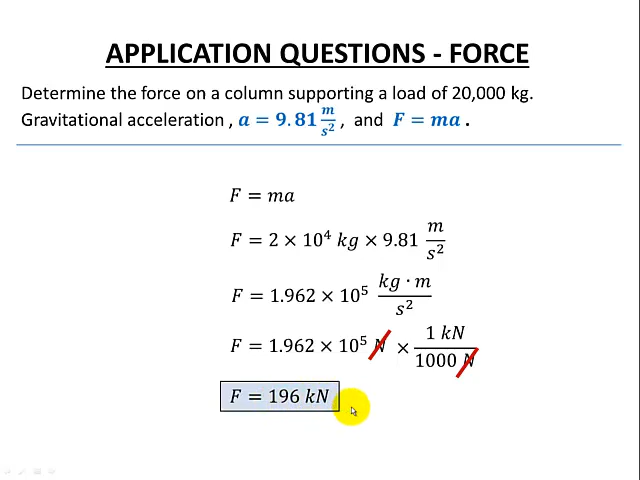 APPLICATION QUESTIONS - FORCE
Determine the force on a column supporting a load of 20,000 kg.
Gravitational acceleration , a = 9.81 m/s² , and F = ma .
F = ma
F = 2 × 10⁴ kg × 9.81 m/s²
F = 1.962 × 10⁵ kg · m/s²
F = 1.962 × 10⁵ N × 1 kN/1000 N
F = 196 kN